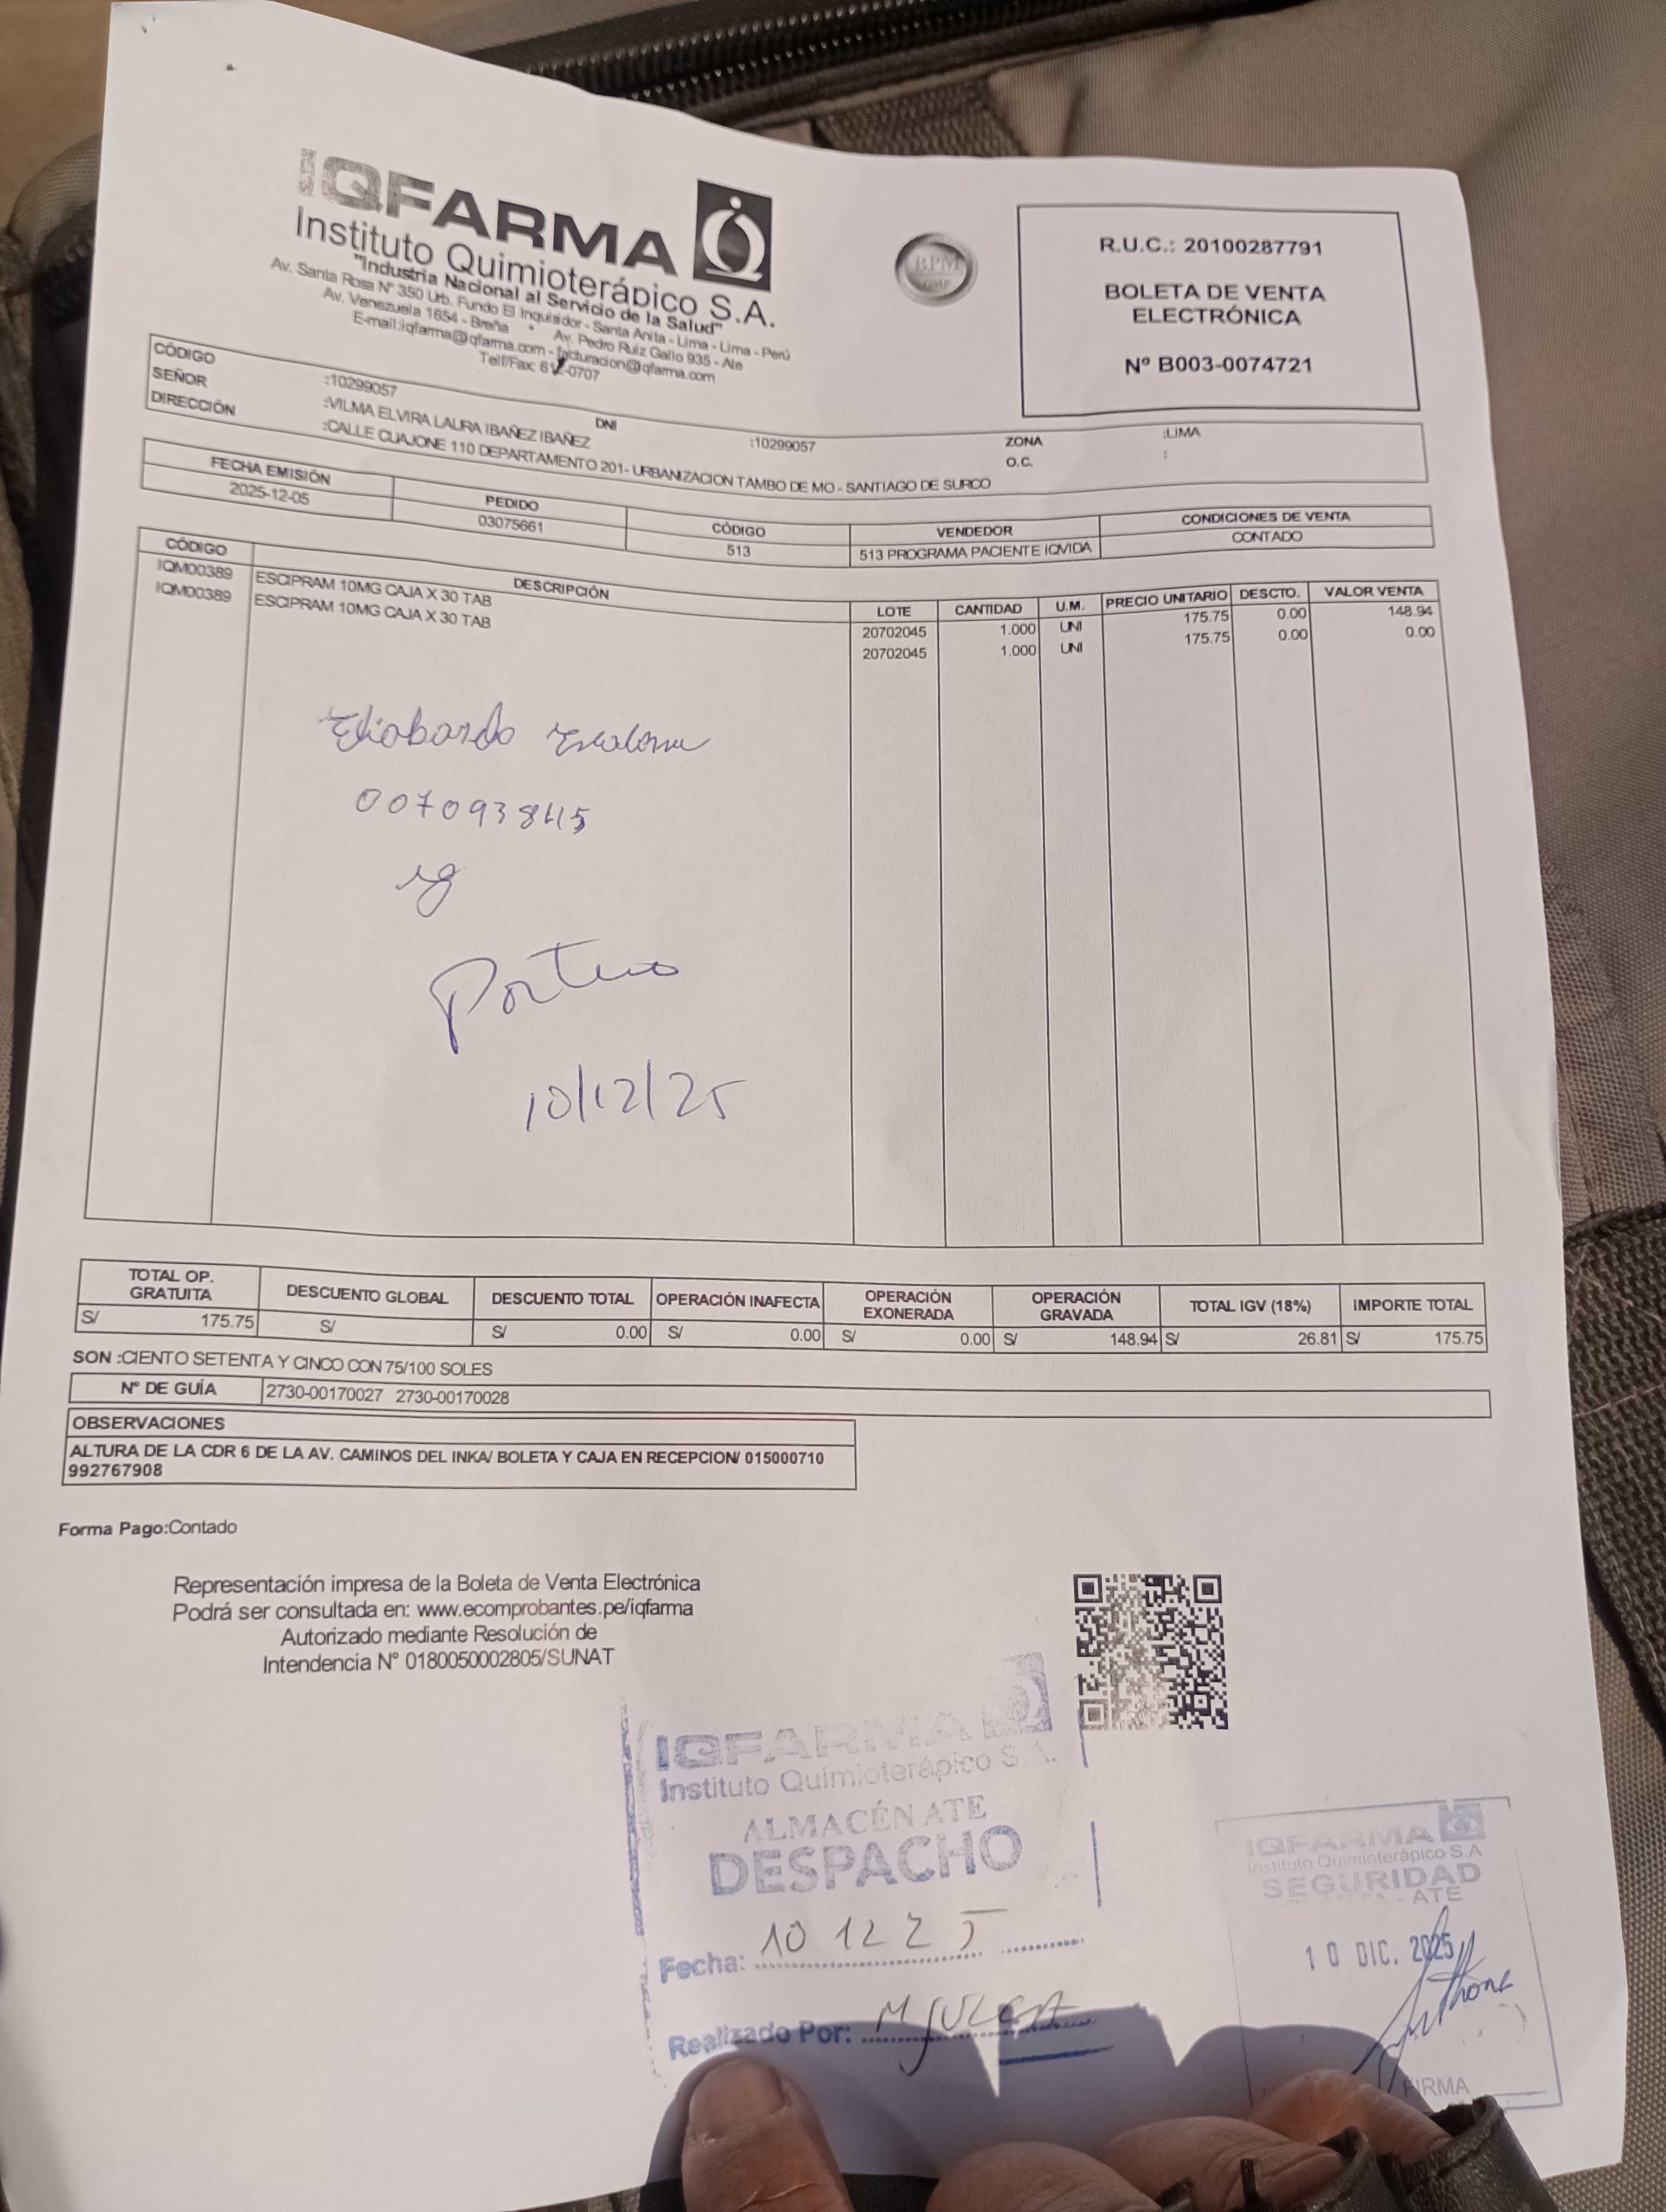 IQFARMA
Instituto Quimioterápico S.A.
"Industria Nacional al Servicio de la Salud"
Av. Santa Rosa Nº 350 Urb. Fundo El Inquisidor - Santa Anita - Lima - Lima - Perú
Av. Venezuela 1654 - Breña * Av. Pedro Ruiz Gallo 935 - Ate
E-mail:iqfarma@iqfarma.com - facturacion@iqfarma.com
Telf/Fax: -0707
BPM
GMP
R.U.C.: 20100287791
BOLETA DE VENTA
ELECTRÓNICA
Nº B003-0074721
CÓDIGO :10299057 DNI :10299057 ZONA :LIMA
SEÑOR :VILMA ELVIRA LAURA IBAÑEZ IBAÑEZ O.C. :
DIRECCIÓN :CALLE CUAJONE 110 DEPARTAMENTO 201- URBANIZACION TAMBO DE MO - SANTIAGO DE SURCO
FECHA EMISIÓN PEDIDO CÓDIGO VENDEDOR CONDICIONES DE VENTA
2025-12-05 03075661 513 513 PROGRAMA PACIENTE IQVIDA CONTADO
CÓDIGO DESCRIPCIÓN LOTE CANTIDAD U.M. PRECIO UNITARIO DESCTO. VALOR VENTA
IQM00389 ESCIPRAM 10MG CAJA X 30 TAB 20702045 1.000 UNI 175.75 0.00 148.94
IQM00389 ESCIPRAM 10MG CAJA X 30 TAB 20702045 1.000 UNI 175.75 0.00 0.00
10/12/25
TOTAL OP. GRATUITA DESCUENTO GLOBAL DESCUENTO TOTAL OPERACIÓN INAFECTA OPERACIÓN EXONERADA OPERACIÓN GRAVADA TOTAL IGV (18%) IMPORTE TOTAL
S/ 175.75 S/ S/ 0.00 S/ 0.00 S/ 0.00 S/ 148.94 S/ 26.81 S/ 175.75
SON :CIENTO SETENTA Y CINCO CON 75/100 SOLES
Nº DE GUÍA 2730-00170027 2730-00170028
OBSERVACIONES
ALTURA DE LA CDR 6 DE LA AV. CAMINOS DEL INKA/ BOLETA Y CAJA EN RECEPCION/ 015000710
992767908
Forma Pago:Contado
Representación impresa de la Boleta de Venta Electrónica
Podrá ser consultada en: www.ecomprobantes.pe/iqfarma
Autorizado mediante Resolución de
Intendencia Nº 0180050002805/SUNAT
IQFARMA
Instituto Quimioterápico S.A.
ALMACÉN ATE
DESPACHO
Fecha: 10 12 25
Realizado Por:
IQFARMA
Instituto Quimioterápico S.A
SEGURIDAD
- ATE
10 DIC. 2025
FIRMA